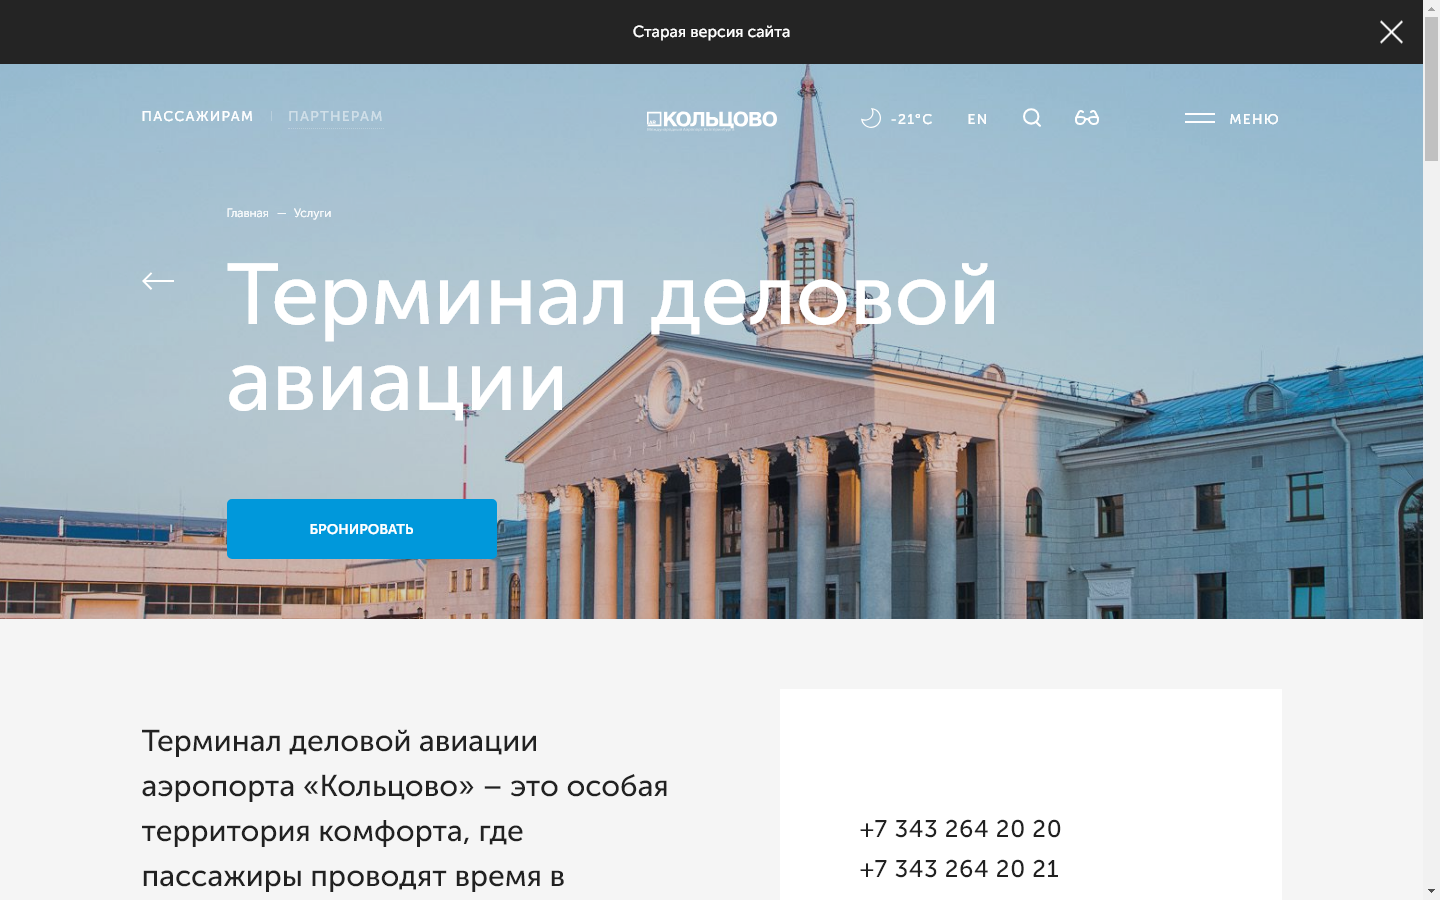 Старая версия сайта
ПАССАЖИРАМ
ПАРТНЕРАМ
КОЛЬЦОВО
-21°C
EN
МЕНЮ
Главная — Услуги
Терминал деловой
авиации
АЭРОПОРТ
БРОНИРОВАТЬ
Терминал деловой авиации
аэропорта «Кольцово» – это особая
территория комфорта, где
пассажиры проводят время в
+7 343 264 20 20
+7 343 264 20 21